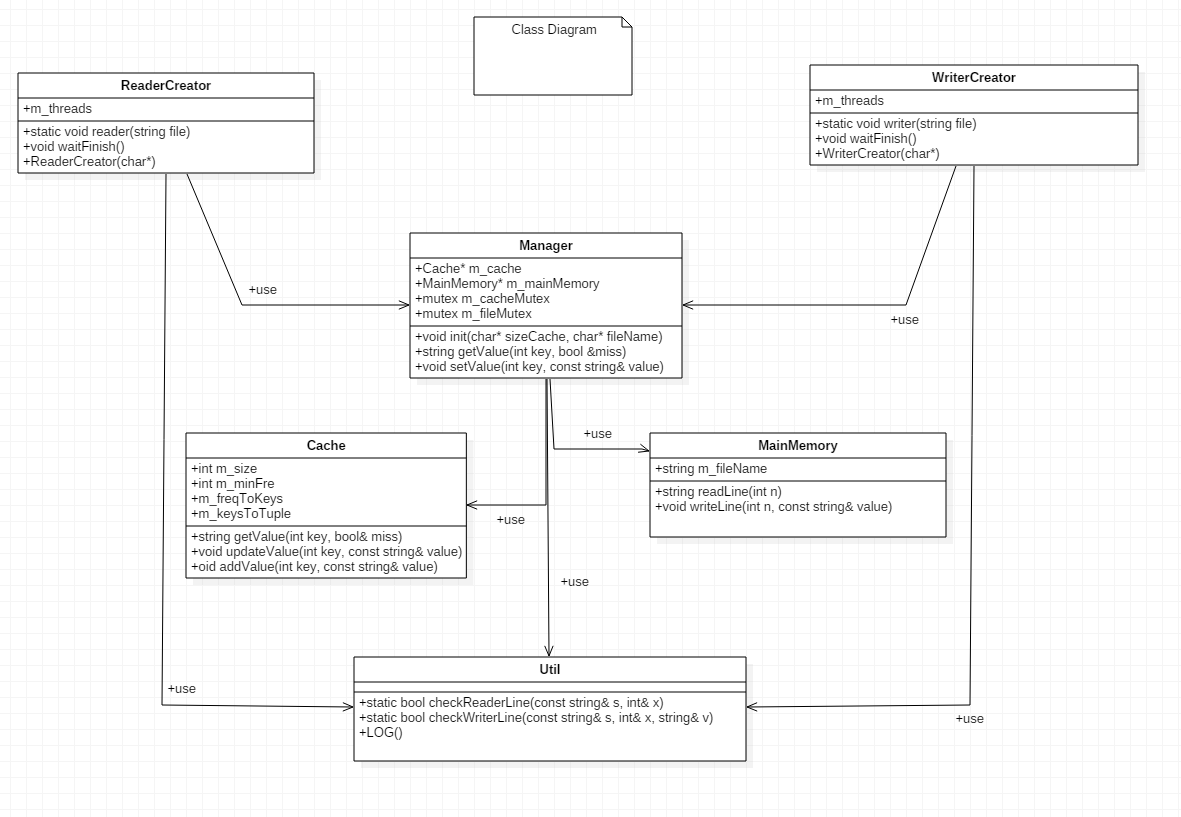 Class Diagram
ReaderCreator
+m_threads
+static void reader(string file)
+void waitFinish()
+ReaderCreator(char*)
WriterCreator
+m_threads
+static void writer(string file)
+void waitFinish()
+WriterCreator(char*)
+use
+use
Manager
+Cache* m_cache
+MainMemory* m_mainMemory
+mutex m_cacheMutex
+mutex m_fileMutex
+void init(char* sizeCache, char* fileName)
+string getValue(int key, bool &miss)
+void setValue(int key, const string& value)
+use
+use
+use
Cache
+int m_size
+int m_minFre
+m_freqToKeys
+m_keysToTuple
+string getValue(int key, bool& miss)
+void updateValue(int key, const string& value)
+oid addValue(int key, const string& value)
MainMemory
+string m_fileName
+string readLine(int n)
+void writeLine(int n, const string& value)
+use
+use
Util
+static bool checkReaderLine(const string& s, int& x)
+static bool checkWriterLine(const string& s, int& x, string& v)
+LOG()